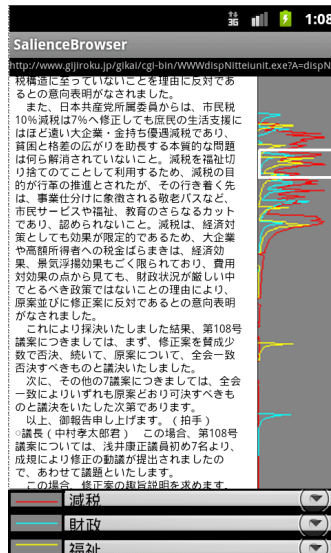 3G 1:08
SalienceBrowser
http://www.gijiroku.jp/gikai/cgi-bin/WWWdispNitteiunit.exe?A=dispN
税構造に至っていないことを理由に反対であ
るとの意向表明がなされました。
また、日本共産党所属委員からは、市民税
10％減税は7％へ修正しても庶民の生活支援に
はほど遠い大企業・金持ち優遇減税であり、
貧困と格差の広がりを助長する本質的な問題
は何ら解消されていないこと。減税を福祉切
り捨ててのてことして利用するため、減税の目
的が行革の推進とされたが、その行き着く先
は、事業仕分けに象徴される敬老パスなど、
市民サービスや福祉、教育のさらなるカット
であり、認められないこと。減税は、経済対
策としても効果が限定的であるため、大企業
や高額所得者への税金ばらまきは、経済効
果、景気浮揚効果もごく限られており、費用
対効果の点から見ても、財政状況が厳しい中
でとるべき政策ではないことの理由により、
原案並びに修正案に反対であるとの意向表明
がなされました。
これにより採決いたしました結果、第108号
議案につきましては、まず、修正案を賛成少
数で否決、続いて、原案について、全会一致
否決すべきものと議決いたしました。
次に、その他の7議案につきましては、全会
一致によりいずれも原案どおり可決すべきも
のと議決をいたした次第であります。
以上、御報告申し上げます。（拍手）
○議長（中村孝太郎君）　この場合、第108号
議案については、浅井康正議員初め7名より、
成規により修正の動議が提出されましたの
で、あわせて議題といたします。
この場合、修正案の趣旨説明を求めます。
減税
財政
福祉